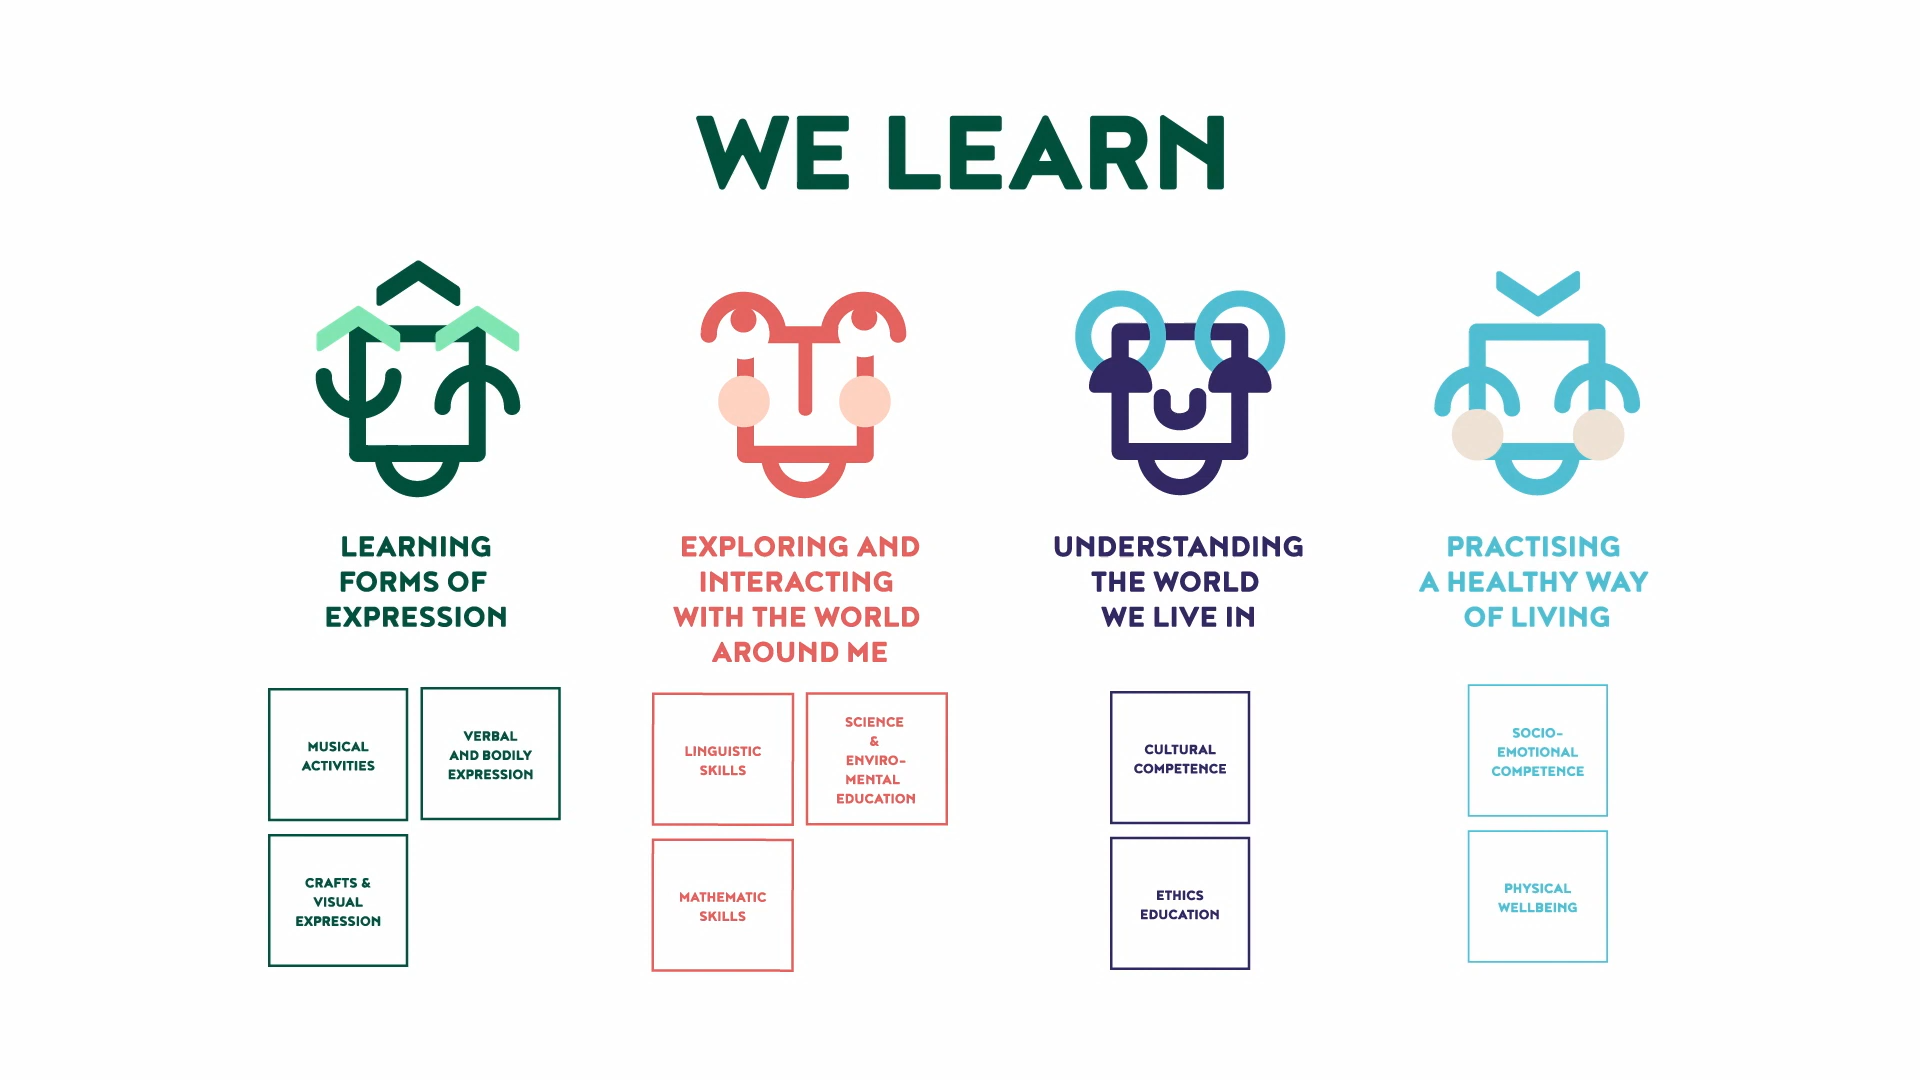 WE LEARN
LEARNING
FORMS OF
EXPRESSION
EXPLORING AND
INTERACTING
WITH THE WORLD
AROUND ME
UNDERSTANDING
THE WORLD
WE LIVE IN
PRACTISING
A HEALTHY WAY
OF LIVING
MUSICAL
ACTIVITIES
VERBAL
AND BODILY
EXPRESSION
CRAFTS &
VISUAL
EXPRESSION
LINGUISTIC
SKILLS
SCIENCE
&
ENVIRO-
MENTAL
EDUCATION
MATHEMATIC
SKILLS
CULTURAL
COMPETENCE
ETHICS
EDUCATION
SOCIO-
EMOTIONAL
COMPETENCE
PHYSICAL
WELLBEING